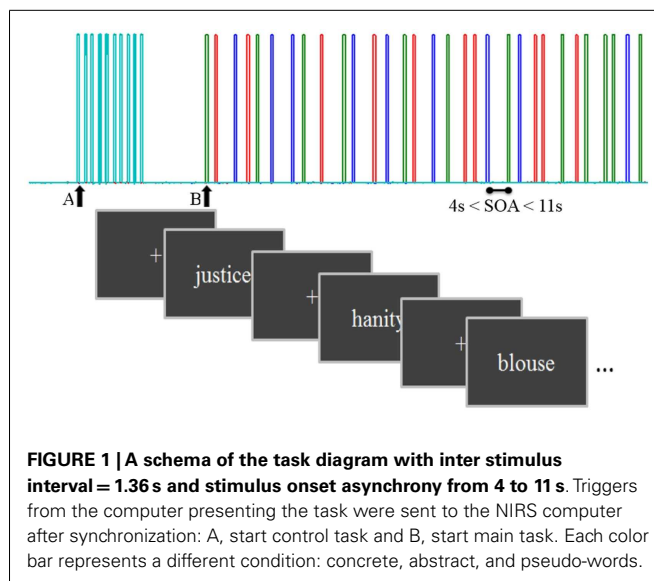 A
B
4s < SOA < 11s
+
justice
+
hanity
+
blouse
...
FIGURE 1 | A schema of the task diagram with inter stimulus
interval = 1.36 s and stimulus onset asynchrony from 4 to 11 s. Triggers
from the computer presenting the task were sent to the NIRS computer
after synchronization: A, start control task and B, start main task. Each color
bar represents a different condition: concrete, abstract, and pseudo-words.